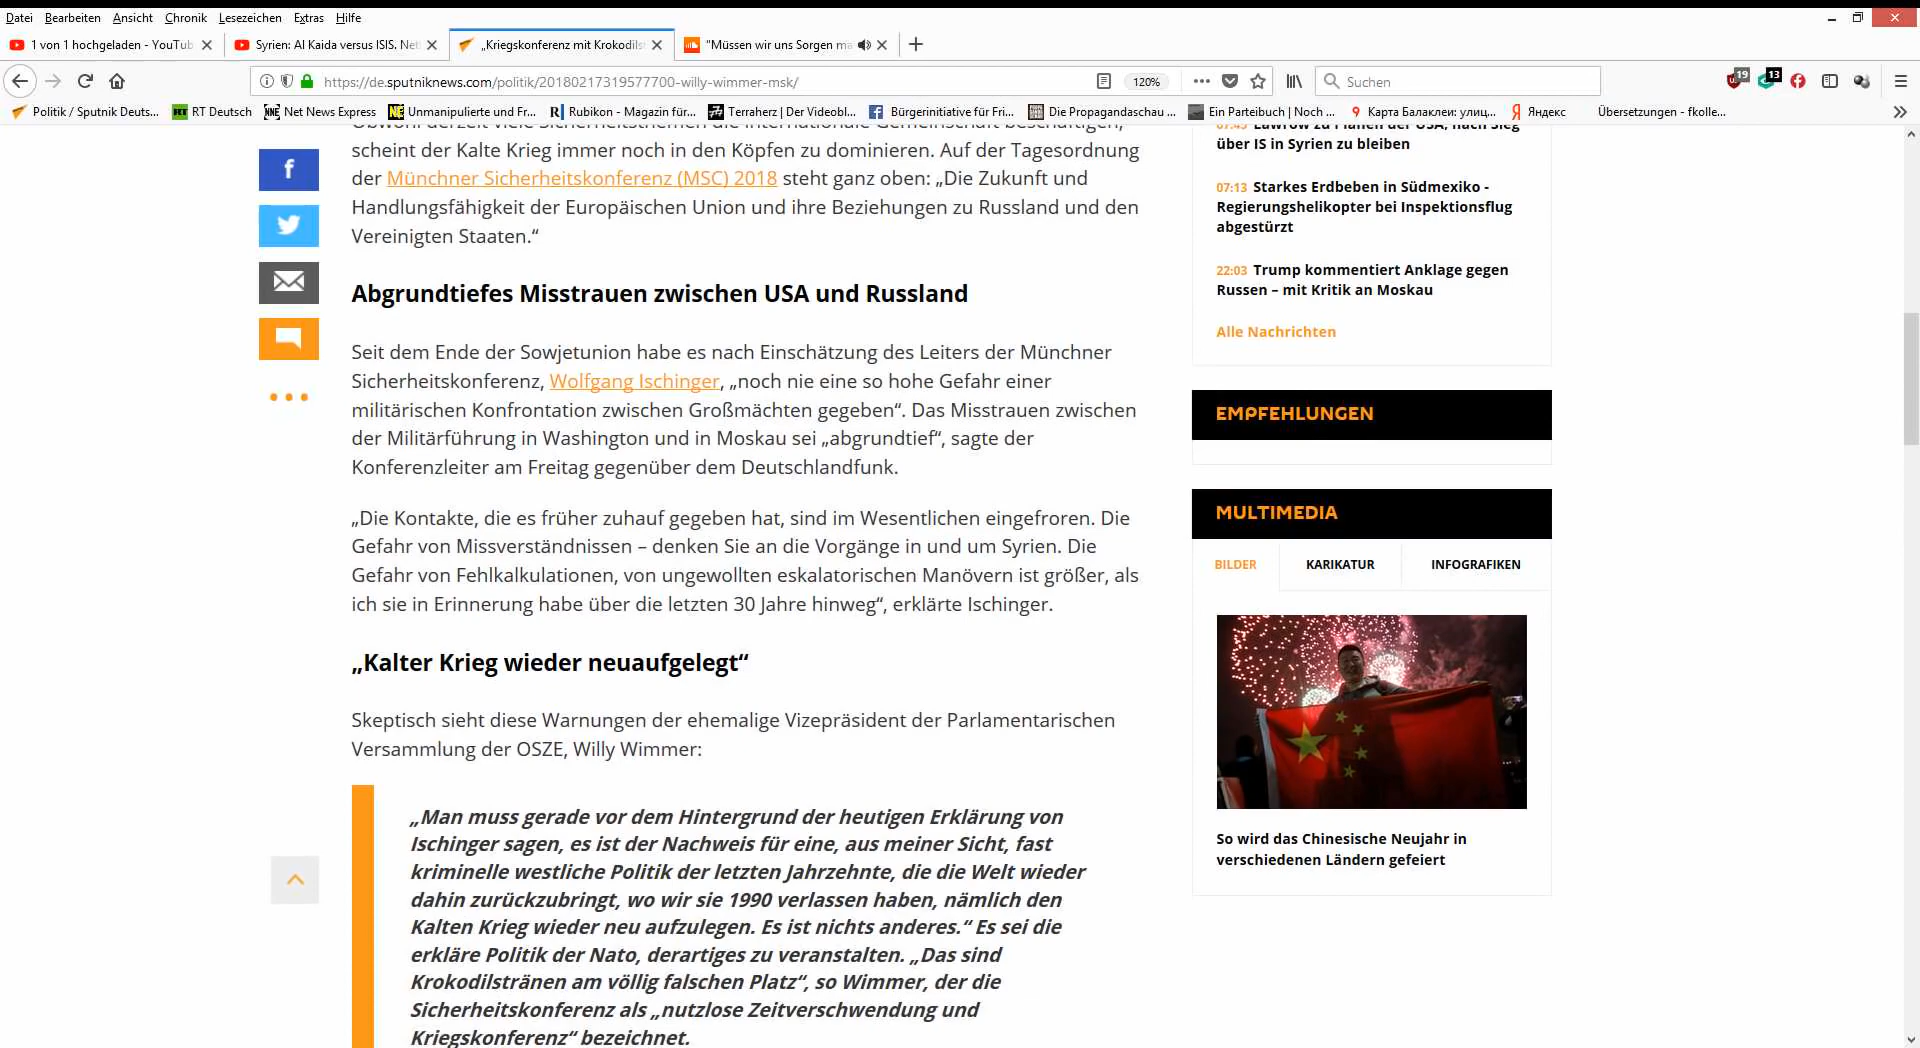 Datei Bearbeiten Ansicht Chronik Lesezeichen Extras Hilfe
1 von 1 hochgeladen - YouTub
Syrien: Al Kaida versus ISIS. Net
„Kriegskonferenz mit Krokodils
"Müssen wir uns Sorgen ma
https://de.sputniknews.com/politik/20180217319577700-willy-wimmer-msk/
120%
Suchen
19
13
Politik / Sputnik Deuts...
RT Deutsch
Net News Express
Unmanipulierte und Fr...
Rubikon - Magazin für...
Terraherz | Der Videobl...
Bürgerinitiative für Fri...
Die Propagandaschau ...
Ein Parteibuch | Noch ...
Карта Балаклеи: улиц...
Яндекс
Übersetzungen - fkolle...
Obwohl derzeit viele Sicherheitsthemen die internationale Gemeinschaft beschäftigen,
scheint der Kalte Krieg immer noch in den Köpfen zu dominieren. Auf der Tagesordnung
der Münchner Sicherheitskonferenz (MSC) 2018 steht ganz oben: „Die Zukunft und
Handlungsfähigkeit der Europäischen Union und ihre Beziehungen zu Russland und den
Vereinigten Staaten.“
Abgrundtiefes Misstrauen zwischen USA und Russland
Seit dem Ende der Sowjetunion habe es nach Einschätzung des Leiters der Münchner
Sicherheitskonferenz, Wolfgang Ischinger, „noch nie eine so hohe Gefahr einer
militärischen Konfrontation zwischen Großmächten gegeben“. Das Misstrauen zwischen
der Militärführung in Washington und in Moskau sei „abgrundtief“, sagte der
Konferenzleiter am Freitag gegenüber dem Deutschlandfunk.
„Die Kontakte, die es früher zuhauf gegeben hat, sind im Wesentlichen eingefroren. Die
Gefahr von Missverständnissen – denken Sie an die Vorgänge in und um Syrien. Die
Gefahr von Fehlkalkulationen, von ungewollten eskalatorischen Manövern ist größer, als
ich sie in Erinnerung habe über die letzten 30 Jahre hinweg“, erklärte Ischinger.
„Kalter Krieg wieder neuaufgelegt“
Skeptisch sieht diese Warnungen der ehemalige Vizepräsident der Parlamentarischen
Versammlung der OSZE, Willy Wimmer:
„Man muss gerade vor dem Hintergrund der heutigen Erklärung von
Ischinger sagen, es ist der Nachweis für eine, aus meiner Sicht, fast
kriminelle westliche Politik der letzten Jahrzehnte, die die Welt wieder
dahin zurückzubringt, wo wir sie 1990 verlassen haben, nämlich den
Kalten Krieg wieder neu aufzulegen. Es ist nichts anderes.“ Es sei die
erkläre Politik der Nato, derartiges zu veranstalten. „Das sind
Krokodilstränen am völlig falschen Platz“, so Wimmer, der die
Sicherheitskonferenz als „nutzlose Zeitverschwendung und
Kriegskonferenz“ bezeichnet.
07:45 Lawrow zu Plänen der USA, nach Sieg
über IS in Syrien zu bleiben
07:13 Starkes Erdbeben in Südmexiko -
Regierungshelikopter bei Inspektionsflug
abgestürzt
22:03 Trump kommentiert Anklage gegen
Russen – mit Kritik an Moskau
Alle Nachrichten
EMPFEHLUNGEN
MULTIMEDIA
BILDER KARIKATUR INFOGRAFIKEN
So wird das Chinesische Neujahr in
verschiedenen Ländern gefeiert